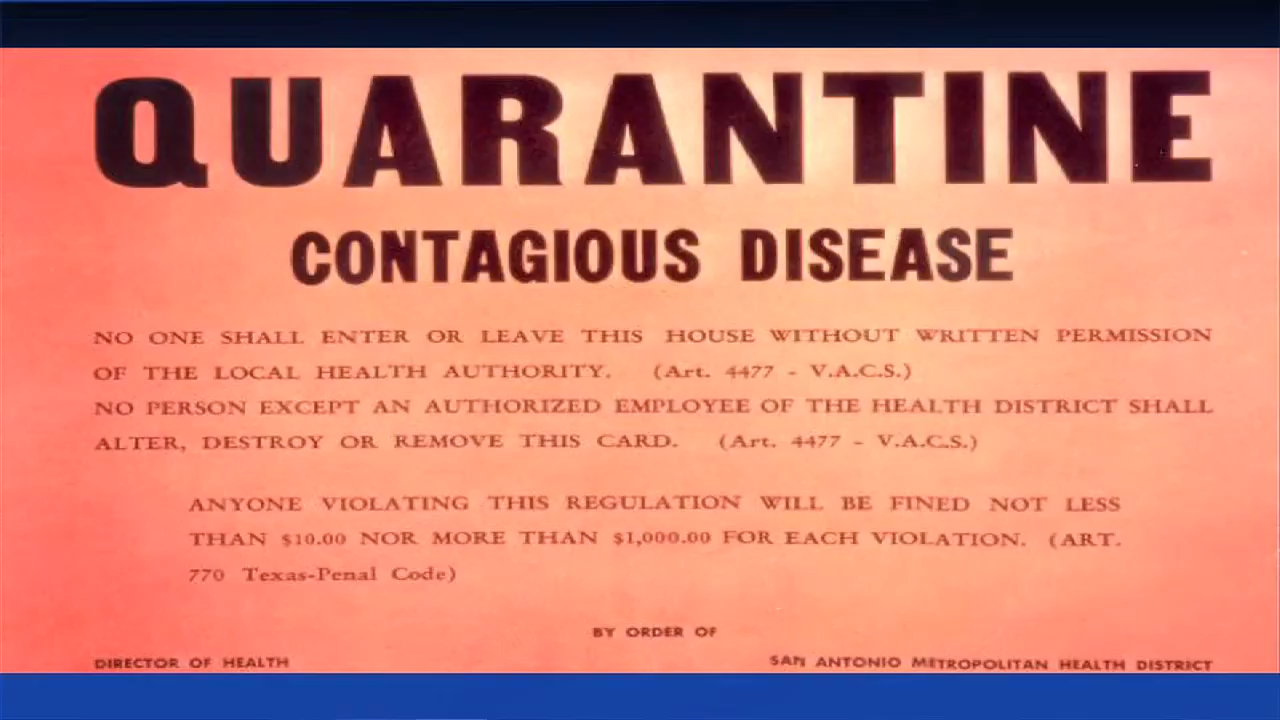 QUARANTINE
CONTAGIOUS DISEASE
NO ONE SHALL ENTER OR LEAVE THIS HOUSE WITHOUT WRITTEN PERMISSION
OF THE LOCAL HEALTH AUTHORITY. (Art. 4477 - V.A.C.S.)
NO PERSON EXCEPT AN AUTHORIZED EMPLOYEE OF THE HEALTH DISTRICT SHALL
ALTER, DESTROY OR REMOVE THIS CARD. (Art. 4477 - V.A.C.S.)
ANYONE VIOLATING THIS REGULATION WILL BE FINED NOT LESS
THAN $10.00 NOR MORE THAN $1,000.00 FOR EACH VIOLATION. (ART.
770 Texas-Penal Code)
BY ORDER OF
DIRECTOR OF HEALTH SAN ANTONIO METROPOLITAN HEALTH DISTRICT